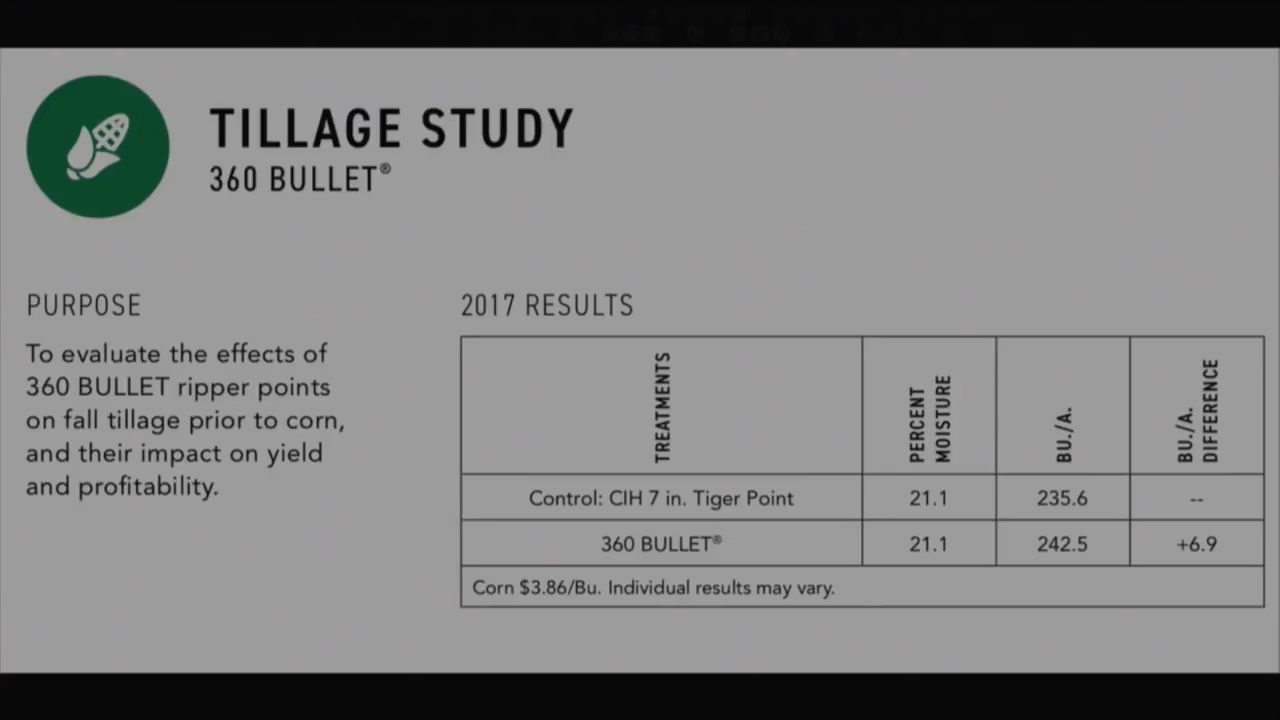 TILLAGE STUDY
360 BULLET®
PURPOSE
To evaluate the effects of
360 BULLET ripper points
on fall tillage prior to corn,
and their impact on yield
and profitability.
2017 RESULTS
TREATMENTS
PERCENT
MOISTURE
BU./A.
BU./A.
DIFFERENCE
Control: CIH 7 in. Tiger Point 21.1 235.6 --
360 BULLET® 21.1 242.5 +6.9
Corn $3.86/Bu. Individual results may vary.